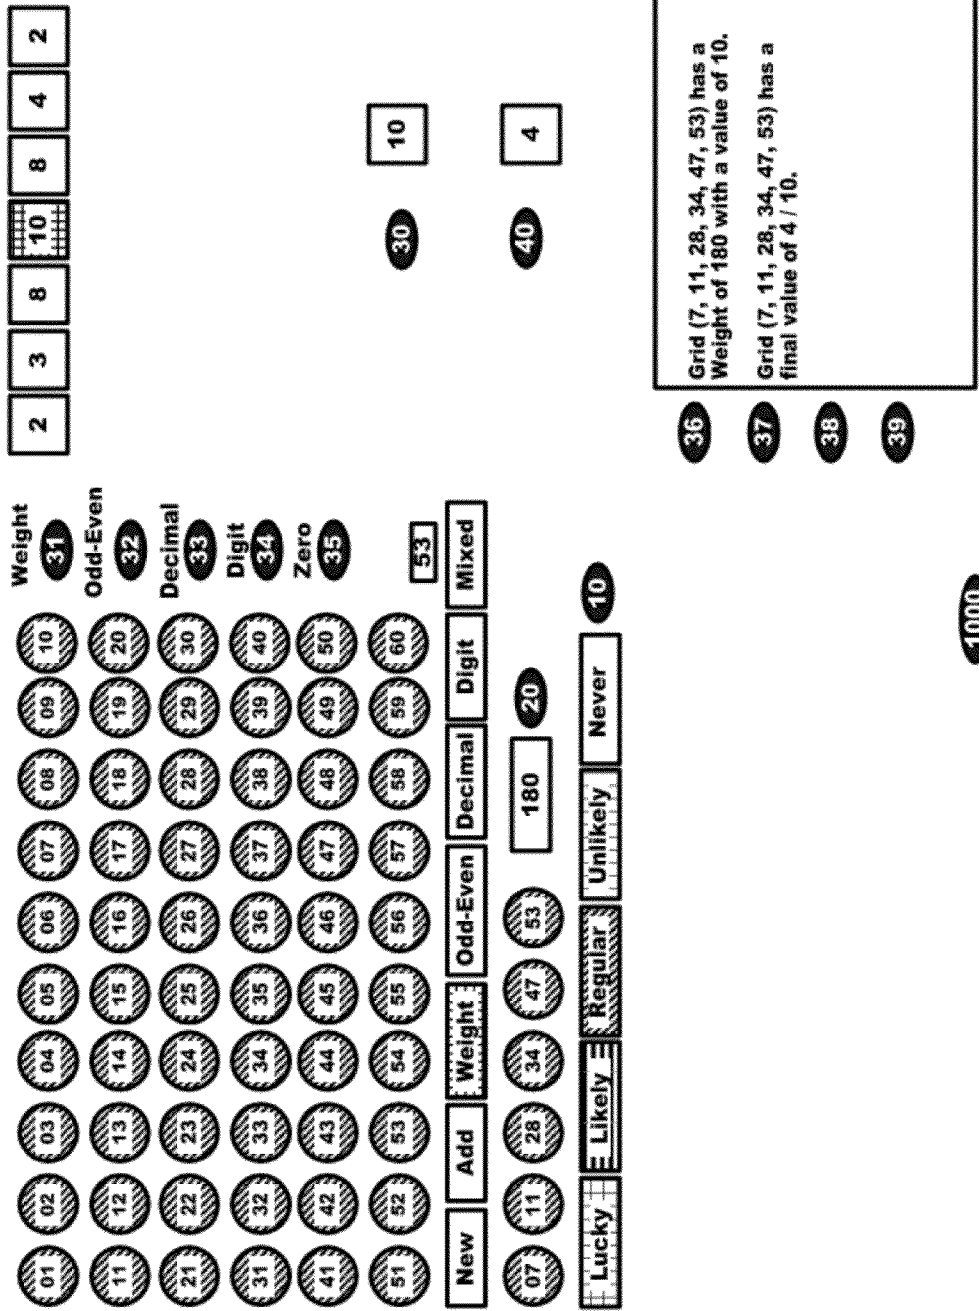 01 02 03 04 05 06 07 08 09 10 Weight 31 2 3 8 10 8 4 2
11 12 13 14 15 16 17 18 19 20 Odd-Even 32
21 22 23 24 25 26 27 28 29 30 Decimal 33
31 32 33 34 35 36 37 38 39 40 Digit 34
41 42 43 44 45 46 47 48 49 50 Zero 35
51 52 53 54 55 56 57 58 59 60 53 30 10
New Add Weight Odd-Even Decimal Digit Mixed
07 11 28 34 47 53 180 20 40 4
Lucky Likely Regular Unlikely Never 10
36 Grid (7, 11, 28, 34, 47, 53) has a
Weight of 180 with a value of 10.
37 Grid (7, 11, 28, 34, 47, 53) has a
final value of 4 / 10.
38
39
1000